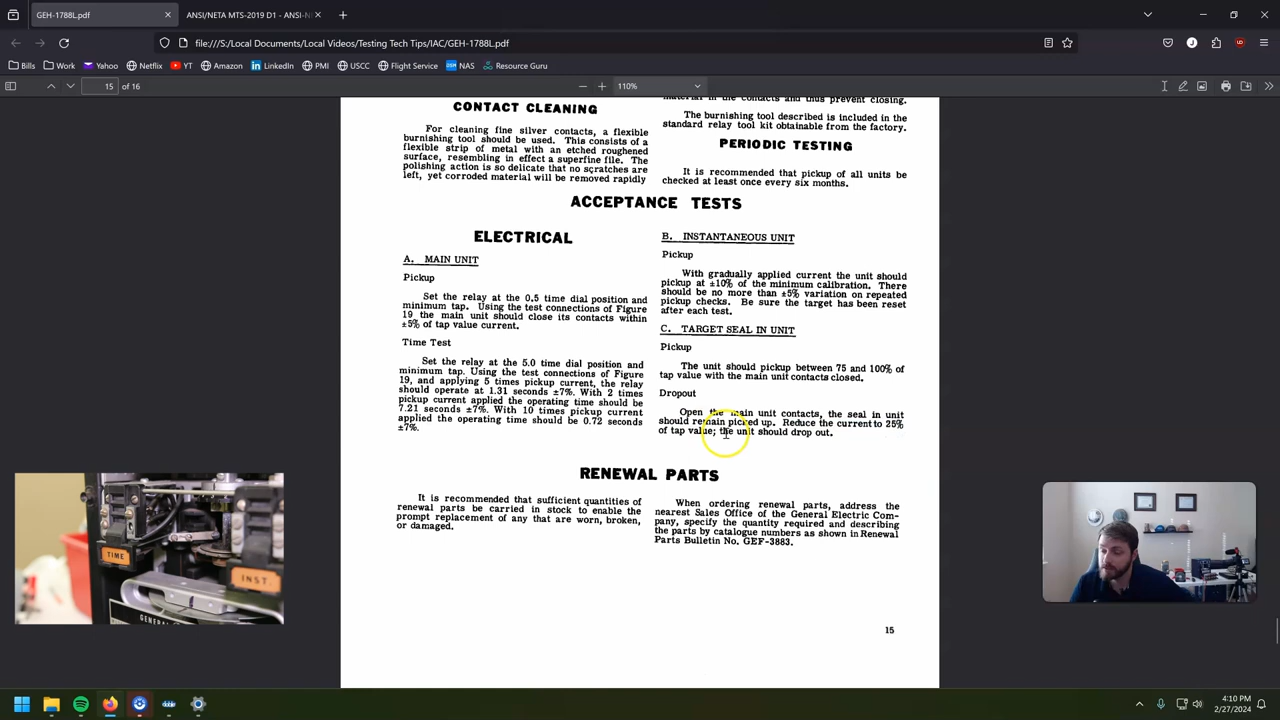 GEH-1788L.pdf
ANSI/NETA MTS-2019 D1 - ANSI-N
file:///S:/Local Documents/Local Videos/Testing Tech Tips/IAC/GEH-1788L.pdf
Bills
Work
Yahoo
Netflix
YT
Amazon
LinkedIn
PMI
USCC
Flight Service
NAS
Resource Guru
15 of 16
110%
CONTACT CLEANING
For cleaning fine silver contacts, a flexible
burnishing tool should be used. This consists of a
flexible strip of metal with an etched roughened
surface, resembling in effect a superfine file. The
polishing action is so delicate that no scratches are
left, yet corroded material will be removed rapidly
material in the contacts and thus prevent closing.
The burnishing tool described is included in the
standard relay tool kit obtainable from the factory.
PERIODIC TESTING
It is recommended that pickup of all units be
checked at least once every six months.
ACCEPTANCE TESTS
ELECTRICAL
A. MAIN UNIT
Pickup
Set the relay at the 0.5 time dial position and
minimum tap. Using the test connections of Figure
19 the main unit should close its contacts within
±5% of tap value current.
Time Test
Set the relay at the 5.0 time dial position and
minimum tap. Using the test connections of Figure
19, and applying 5 times pickup current, the relay
should operate at 1.31 seconds ±7%. With 2 times
pickup current applied the operating time should be
7.21 seconds ±7%. With 10 times pickup current
applied the operating time should be 0.72 seconds
±7%.
B. INSTANTANEOUS UNIT
Pickup
With gradually applied current the unit should
pickup at ±10% of the minimum calibration. There
should be no more than ±5% variation on repeated
pickup checks. Be sure the target has been reset
after each test.
C. TARGET SEAL IN UNIT
Pickup
The unit should pickup between 75 and 100% of
tap value with the main unit contacts closed.
Dropout
Open the main unit contacts, the seal in unit
should remain picked up. Reduce the current to 25%
of tap value; the unit should drop out.
RENEWAL PARTS
It is recommended that sufficient quantities of
renewal parts be carried in stock to enable the
prompt replacement of any that are worn, broken,
or damaged.
When ordering renewal parts, address the
nearest Sales Office of the General Electric Com-
pany, specify the quantity required and describing
the parts by catalogue numbers as shown in Renewal
Parts Bulletin No. GEF-3883.
15
TIME
INST.
GENERAL
4:10 PM
2/27/2024